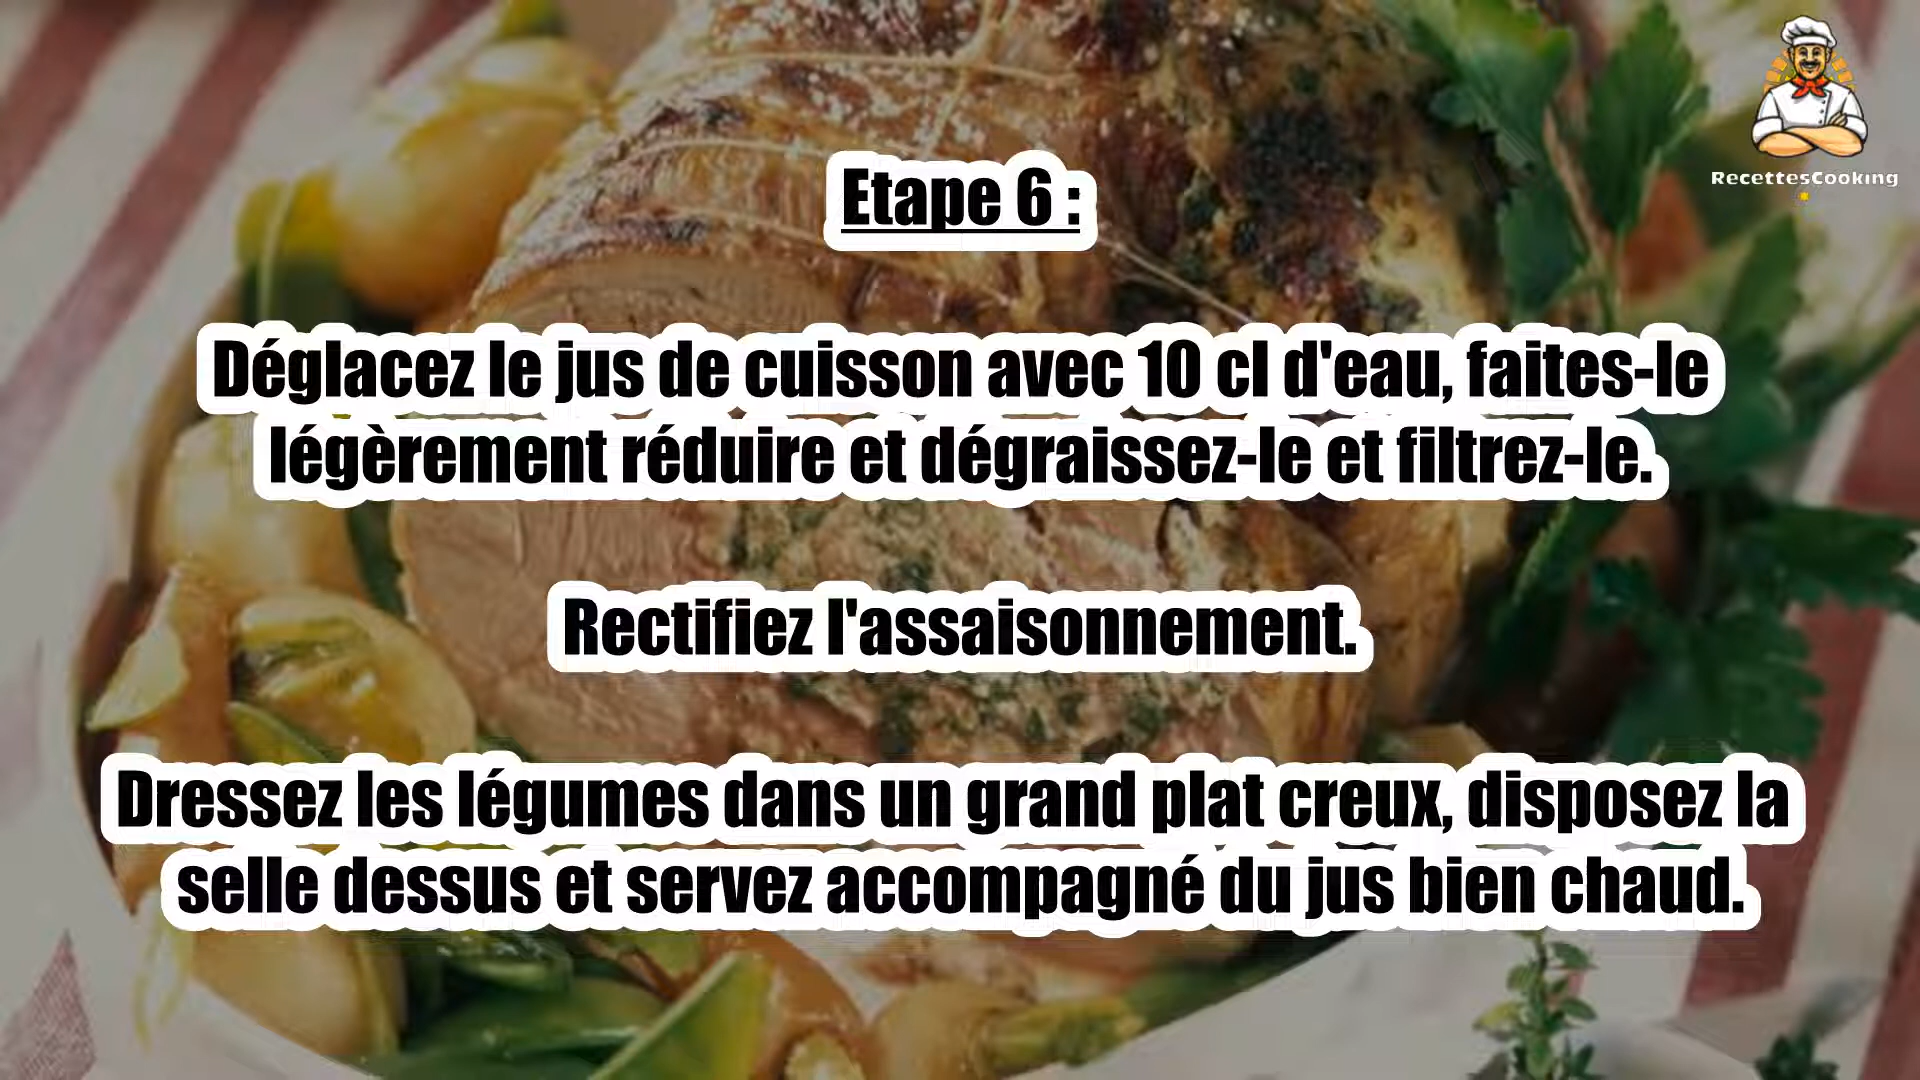 RecettesCooking
Etape 6 :
Déglacez le jus de cuisson avec 10 cl d'eau, faites-le
légèrement réduire et dégraissez-le et filtrez-le.
Rectifiez l'assaisonnement.
Dressez les légumes dans un grand plat creux, disposez la
selle dessus et servez accompagné du jus bien chaud.